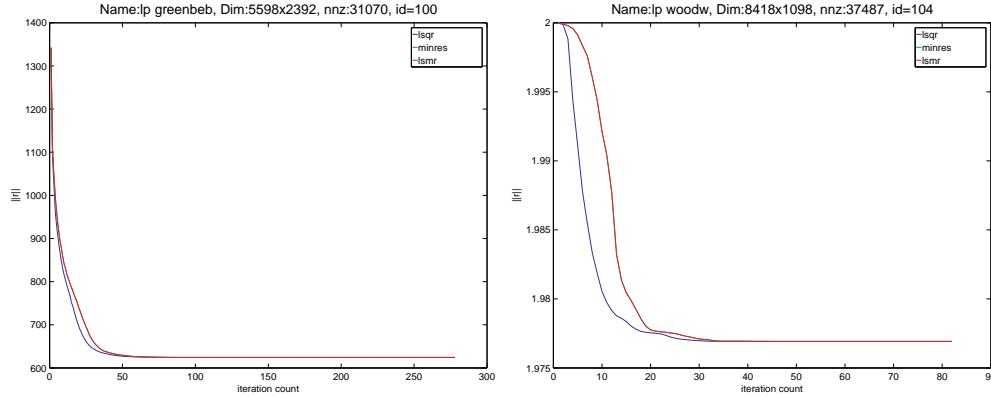 Name:lp greenbeb, Dim:5598x2392, nnz:31070, id=100
1400
1300
1200
1100
1000
900
800
700
600
||r||
0
50
100
150
200
250
300
iteration count
lsqr
minres
lsmr
Name:lp woodw, Dim:8418x1098, nnz:37487, id=104
2
1.995
1.99
1.985
1.98
1.975
||r||
0
10
20
30
40
50
60
70
80
90
iteration count
lsqr
minres
lsmr